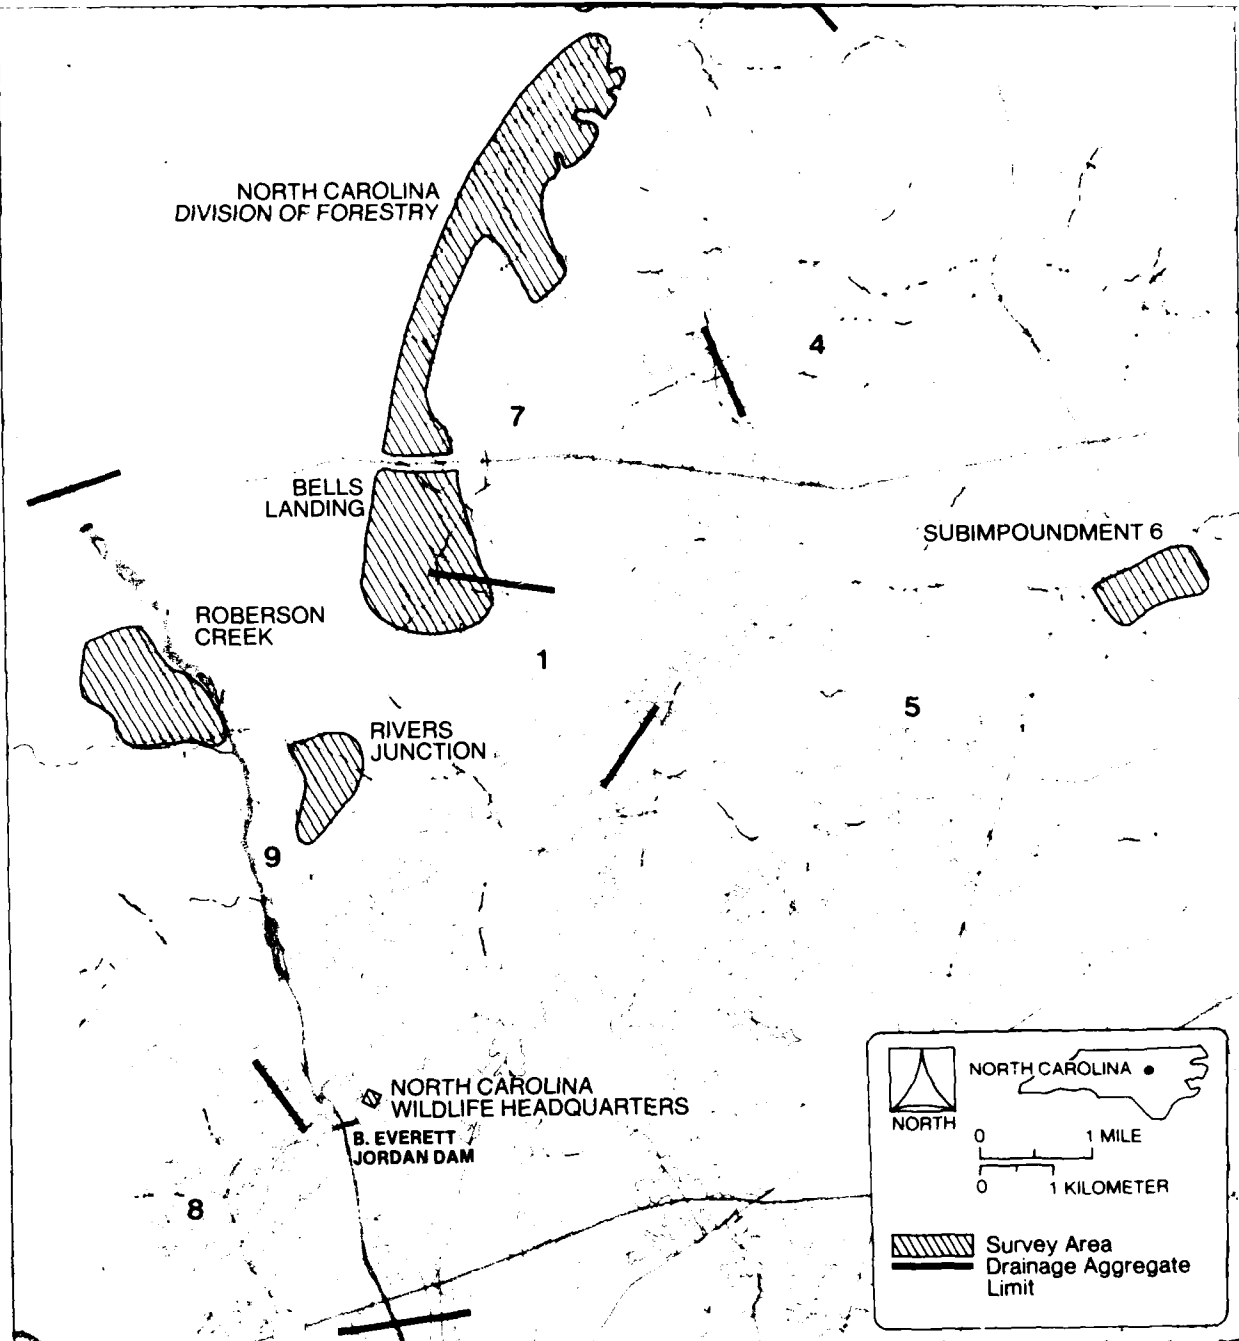 NORTH CAROLINA
DIVISION OF FORESTRY
4
7
BELLS
LANDING
SUBIMPOUNDMENT 6
ROBERSON
CREEK
1
5
RIVERS
JUNCTION
9
NORTH CAROLINA
WILDLIFE HEADQUARTERS
B. EVERETT
JORDAN DAM
8
NORTH CAROLINA
NORTH
0 1 MILE
0 1 KILOMETER
Survey Area
Drainage Aggregate
Limit